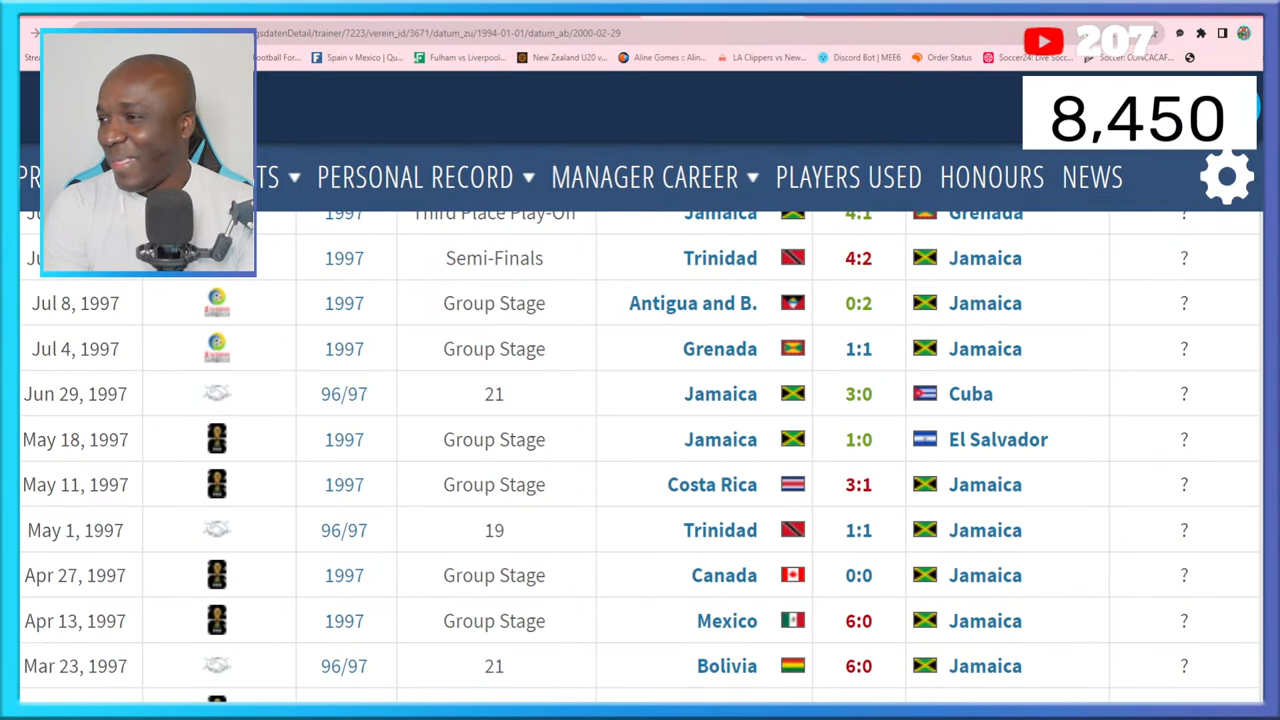 gsdatenDetail/trainer/7223/verein_id/3671/datum_zu/1994-01-01/datum_ab/2000-02-29
207
Strea
ootball For...
Spain v Mexico | Qu...
Fulham vs Liverpool...
New Zealand U20 v...
Aline Gomes :: Alin...
LA Clippers vs New...
Discord Bot | MEE6
Order Status
Soccer24: Live Socc...
Soccer: CONCACAF...
8,450
PR
TS
PERSONAL RECORD
MANAGER CAREER
PLAYERS USED
HONOURS
NEWS
Ju 1997 Third Place Play-Off Jamaica 4:1 Grenada
Ju 1997 Semi-Finals Trinidad 4:2 Jamaica ?
Jul 8, 1997 1997 Group Stage Antigua and B. 0:2 Jamaica ?
Jul 4, 1997 1997 Group Stage Grenada 1:1 Jamaica ?
Jun 29, 1997 96/97 21 Jamaica 3:0 Cuba ?
May 18, 1997 1997 Group Stage Jamaica 1:0 El Salvador ?
May 11, 1997 1997 Group Stage Costa Rica 3:1 Jamaica ?
May 1, 1997 96/97 19 Trinidad 1:1 Jamaica ?
Apr 27, 1997 1997 Group Stage Canada 0:0 Jamaica ?
Apr 13, 1997 1997 Group Stage Mexico 6:0 Jamaica ?
Mar 23, 1997 96/97 21 Bolivia 6:0 Jamaica ?